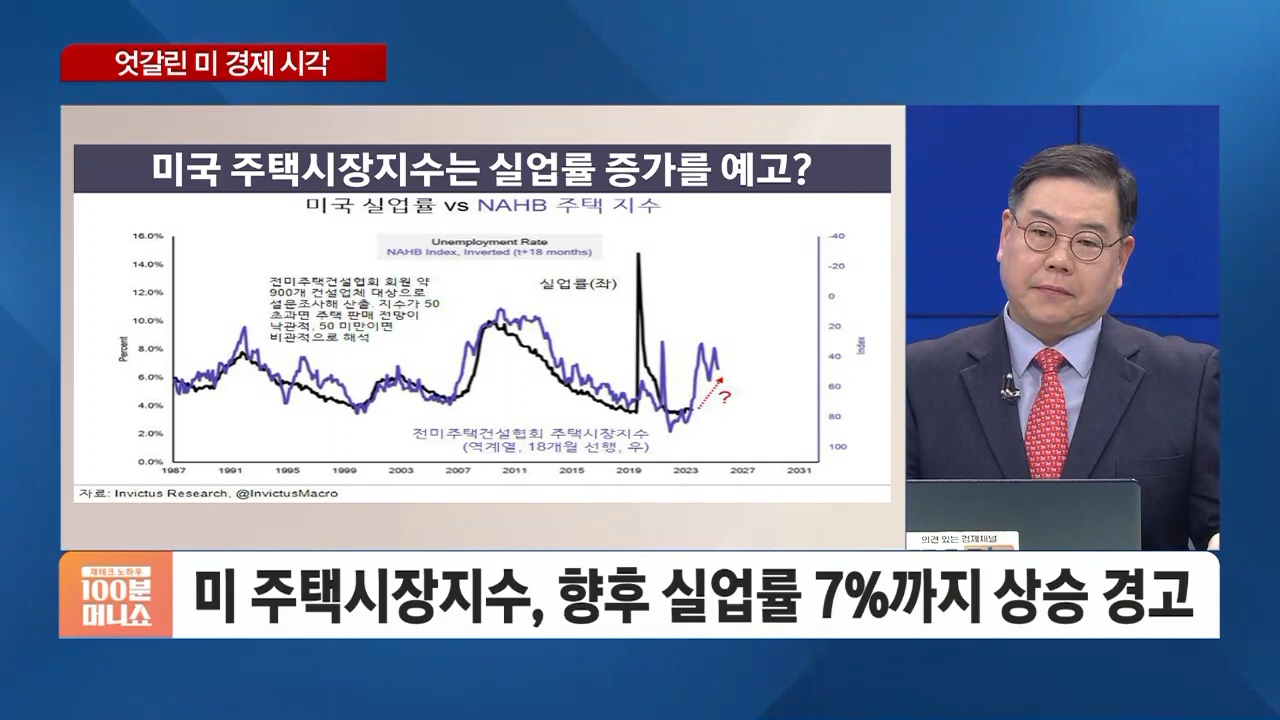 엇갈린 미 경제 시각
미국 주택시장지수는 실업률 증가를 예고?
미국 실업률 vs NAHB 주택 지수
Unemployment Rate
NAHB Index, Inverted (t+18 months)
전미주택건설협회 회원 약
900개 건설업체 대상으로
설문조사해 산출. 지수가 50
초과면 주택 판매 전망이
낙관적, 50 미만이면
비관적으로 해석
실업률(좌)
16.0%
14.0%
12.0%
10.0%
8.0%
6.0%
4.0%
2.0%
0.0%
Percent
-40
-20
0
20
40
60
80
100
Index
?
전미주택건설협회 주택시장지수
(역계열, 18개월 선행, 우)
1987 1991 1995 1999 2003 2007 2011 2015 2019 2023 2027 2031
자료: Invictus Research, @InvictusMacro
의견 있는 경제채널
재테크 노하우
100분
머니쇼
미 주택시장지수, 향후 실업률 7%까지 상승 경고